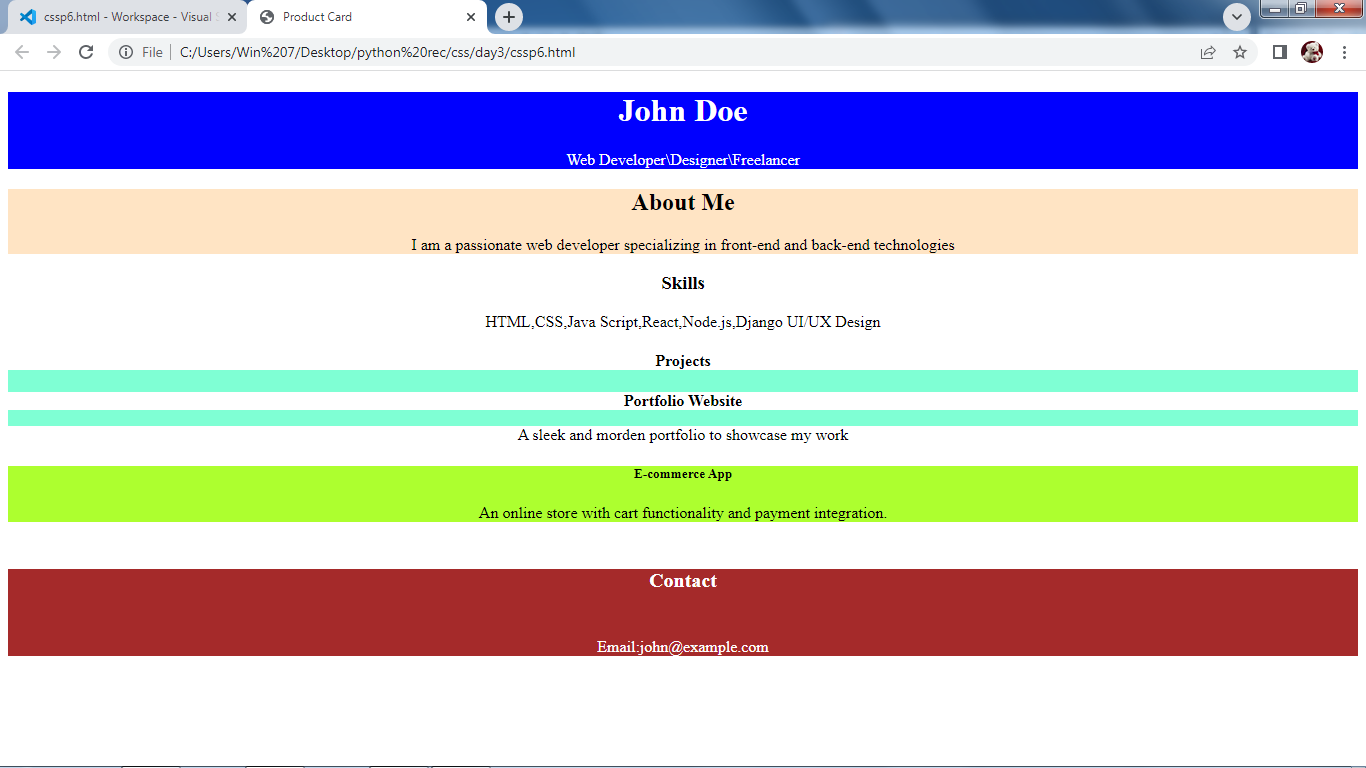 cssp6.html - Workspace - Visual S
Product Card
File
C:/Users/Win%207/Desktop/python%20rec/css/day3/cssp6.html
John Doe
Web Developer\Designer\Freelancer
About Me
I am a passionate web developer specializing in front-end and back-end technologies
Skills
HTML,CSS,Java Script,React,Node.js,Django UI/UX Design
Projects
Portfolio Website
A sleek and morden portfolio to showcase my work
E-commerce App
An online store with cart functionality and payment integration.
Contact
Email:john@example.com